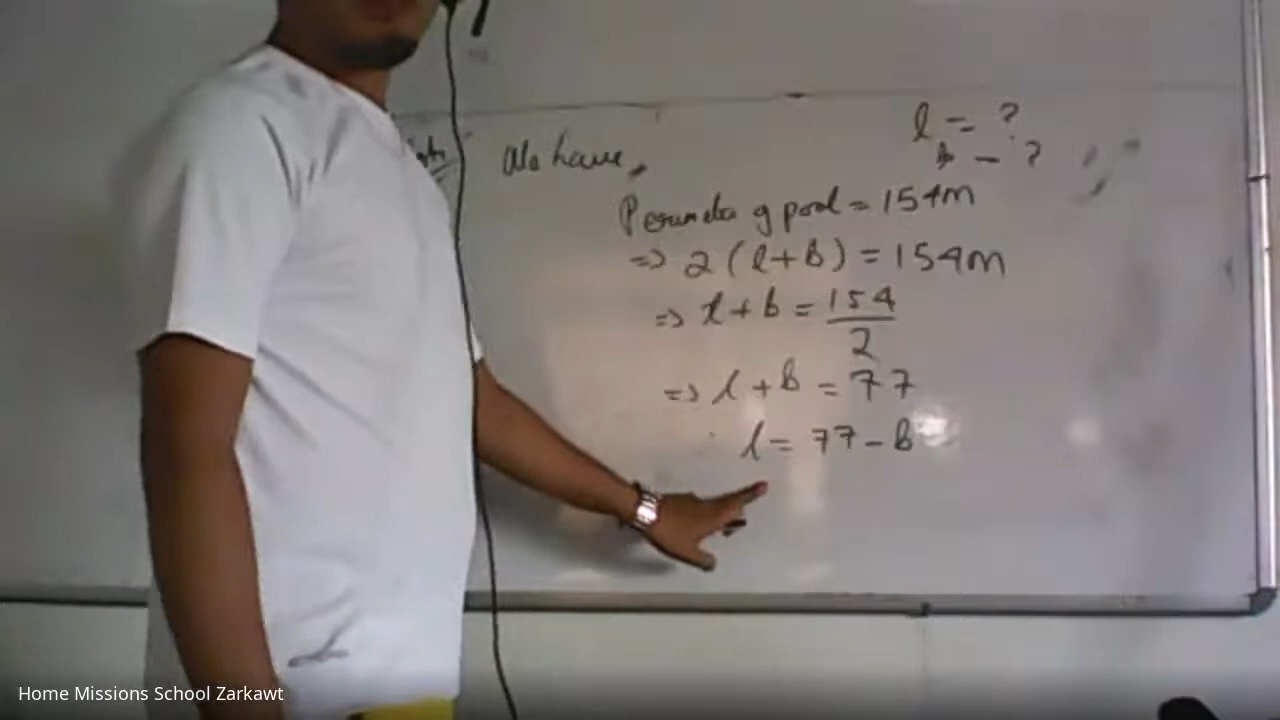 l = ?
b = ?
We have,
Perimeter of pool = 154m
=> 2 (l+b) = 154m
=> l + b = 154/2
=> l + b = 77
l = 77 - b
Home Missions School Zarkawt